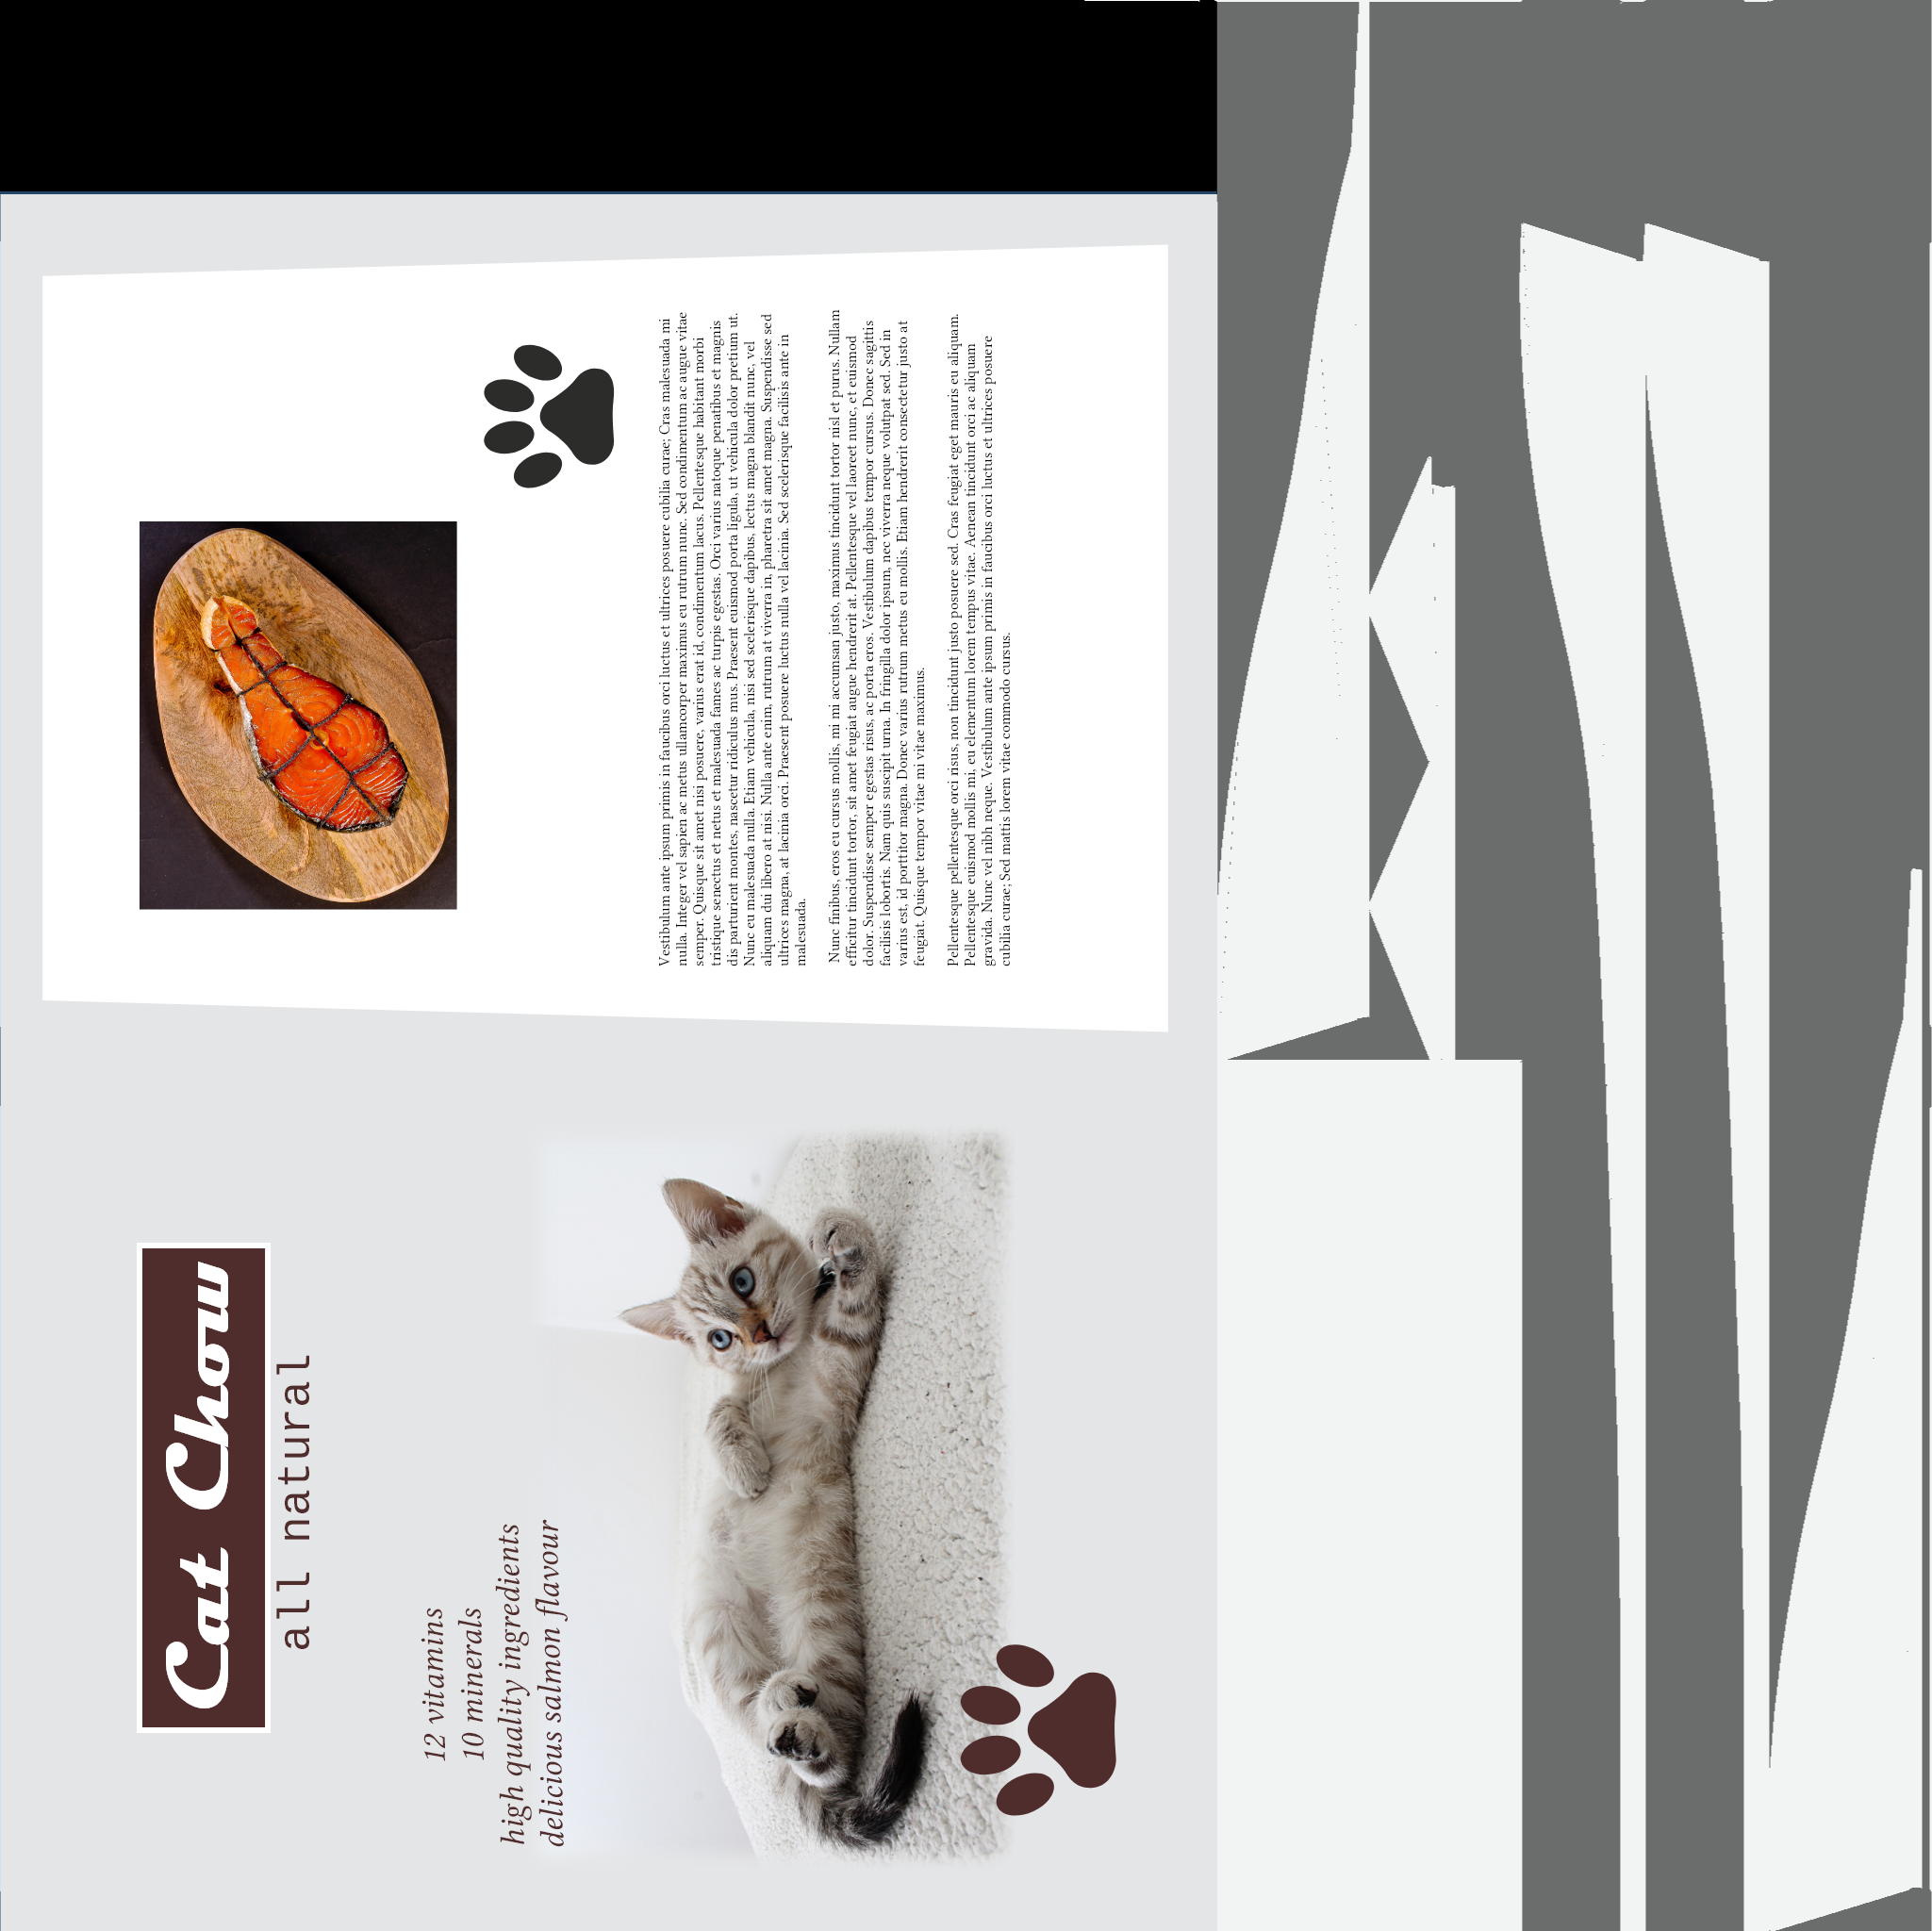 Cat Chow
all natural
12 vitamins
10 minerals
high quality ingredients
delicious salmon flavour
Vestibulum ante ipsum primis in faucibus orci luctus et ultrices posuere cubilia curae; Cras malesuada mi
nulla. Integer vel sapien ac metus ullamcorper maximus eu rutrum nunc. Sed condimentum ac augue vitae
semper. Quisque sit amet nisi posuere, varius erat id, condimentum lacus. Pellentesque habitant morbi
tristique senectus et netus et malesuada fames ac turpis egestas. Orci varius natoque penatibus et magnis
dis parturient montes, nascetur ridiculus mus. Praesent euismod porta ligula, ut vehicula dolor pretium ut.
Nunc eu malesuada nulla. Etiam vehicula, nisi sed scelerisque dapibus, lectus magna blandit nunc, vel
aliquam dui libero at nisi. Nulla ante enim, rutrum at viverra in, pharetra sit amet magna. Suspendisse sed
ultrices magna, at lacinia orci. Praesent posuere luctus nulla vel lacinia. Sed scelerisque facilisis ante in
malesuada.
Nunc finibus, eros eu cursus mollis, mi mi accumsan justo, maximus tincidunt tortor nisl et purus. Nullam
efficitur tincidunt tortor, sit amet feugiat augue hendrerit at. Pellentesque vel laoreet nunc, et euismod
dolor. Suspendisse semper egestas risus, ac porta eros. Vestibulum dapibus tempor cursus. Donec sagittis
facilisis lobortis. Nam quis suscipit urna. In fringilla dolor ipsum, nec viverra neque volutpat sed. Sed in
varius est, id porttitor magna. Donec varius rutrum metus eu mollis. Etiam hendrerit consectetur justo at
feugiat. Quisque tempor vitae mi vitae maximus.
Pellentesque pellentesque orci risus, non tincidunt justo posuere sed. Cras feugiat eget mauris eu aliquam.
Pellentesque euismod mollis mi, eu elementum lorem tempus vitae. Aenean tincidunt orci ac aliquam
gravida. Nunc vel nibh neque. Vestibulum ante ipsum primis in faucibus orci luctus et ultrices posuere
cubilia curae; Sed mattis lorem vitae commodo cursus.